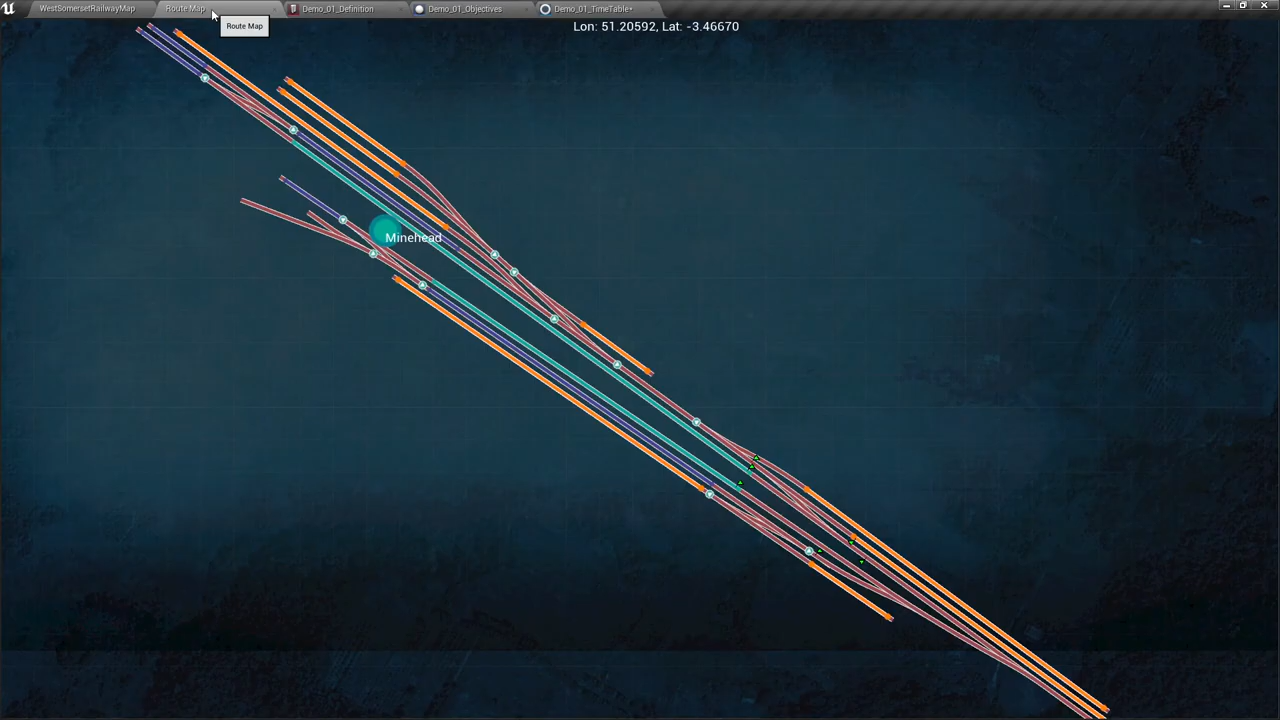 WestSomersetRailwayMap
Route Map
Demo_01_Definition
Demo_01_Objectives
Demo_01_TimeTable*
Route Map
Lon: 51.20592, Lat: -3.46670
Minehead